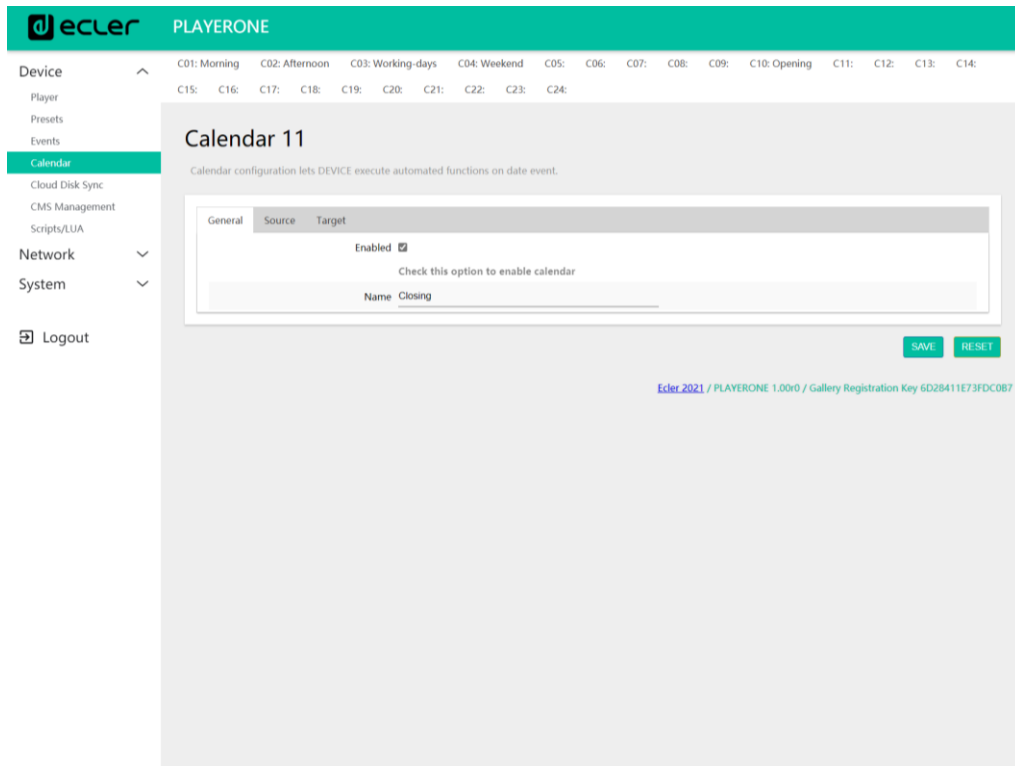 ecler
PLAYERONE
Device
Player
Presets
Events
Calendar
Cloud Disk Sync
CMS Management
Scripts/LUA
Network
System
Logout
C01: Morning C02: Afternoon C03: Working-days C04: Weekend C05: C06: C07: C08: C09: C10: Opening C11: C12: C13: C14:
C15: C16: C17: C18: C19: C20: C21: C22: C23: C24:
Calendar 11
Calendar configuration lets DEVICE execute automated functions on date event.
General Source Target
Enabled
Check this option to enable calendar
Name Closing
SAVE RESET
Ecler 2021 / PLAYERONE 1.00r0 / Gallery Registration Key 6D28411E73FDC0B7